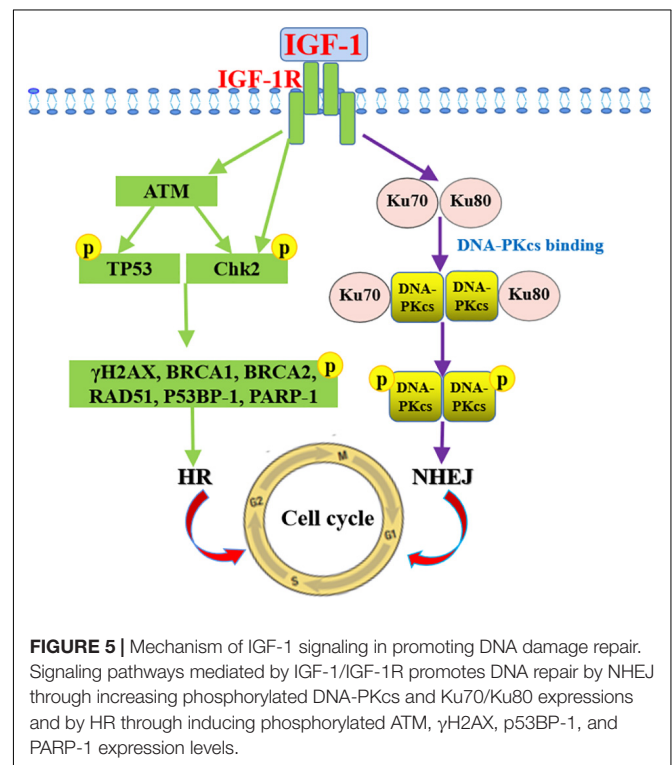 IGF-1
IGF-1R
ATM
Ku70 Ku80
DNA-PKcs binding
p p
TP53 Chk2
Ku70 DNA-
PKcs DNA-
PKcs Ku80
γH2AX, BRCA1, BRCA2,
RAD51, P53BP-1, PARP-1
p
p DNA-
PKcs DNA-
PKcs p
HR
NHEJ
Cell cycle
M
G1
S
G2
FIGURE 5 | Mechanism of IGF-1 signaling in promoting DNA damage repair.
Signaling pathways mediated by IGF-1/IGF-1R promotes DNA repair by NHEJ
through increasing phosphorylated DNA-PKcs and Ku70/Ku80 expressions
and by HR through inducing phosphorylated ATM, γH2AX, p53BP-1, and
PARP-1 expression levels.